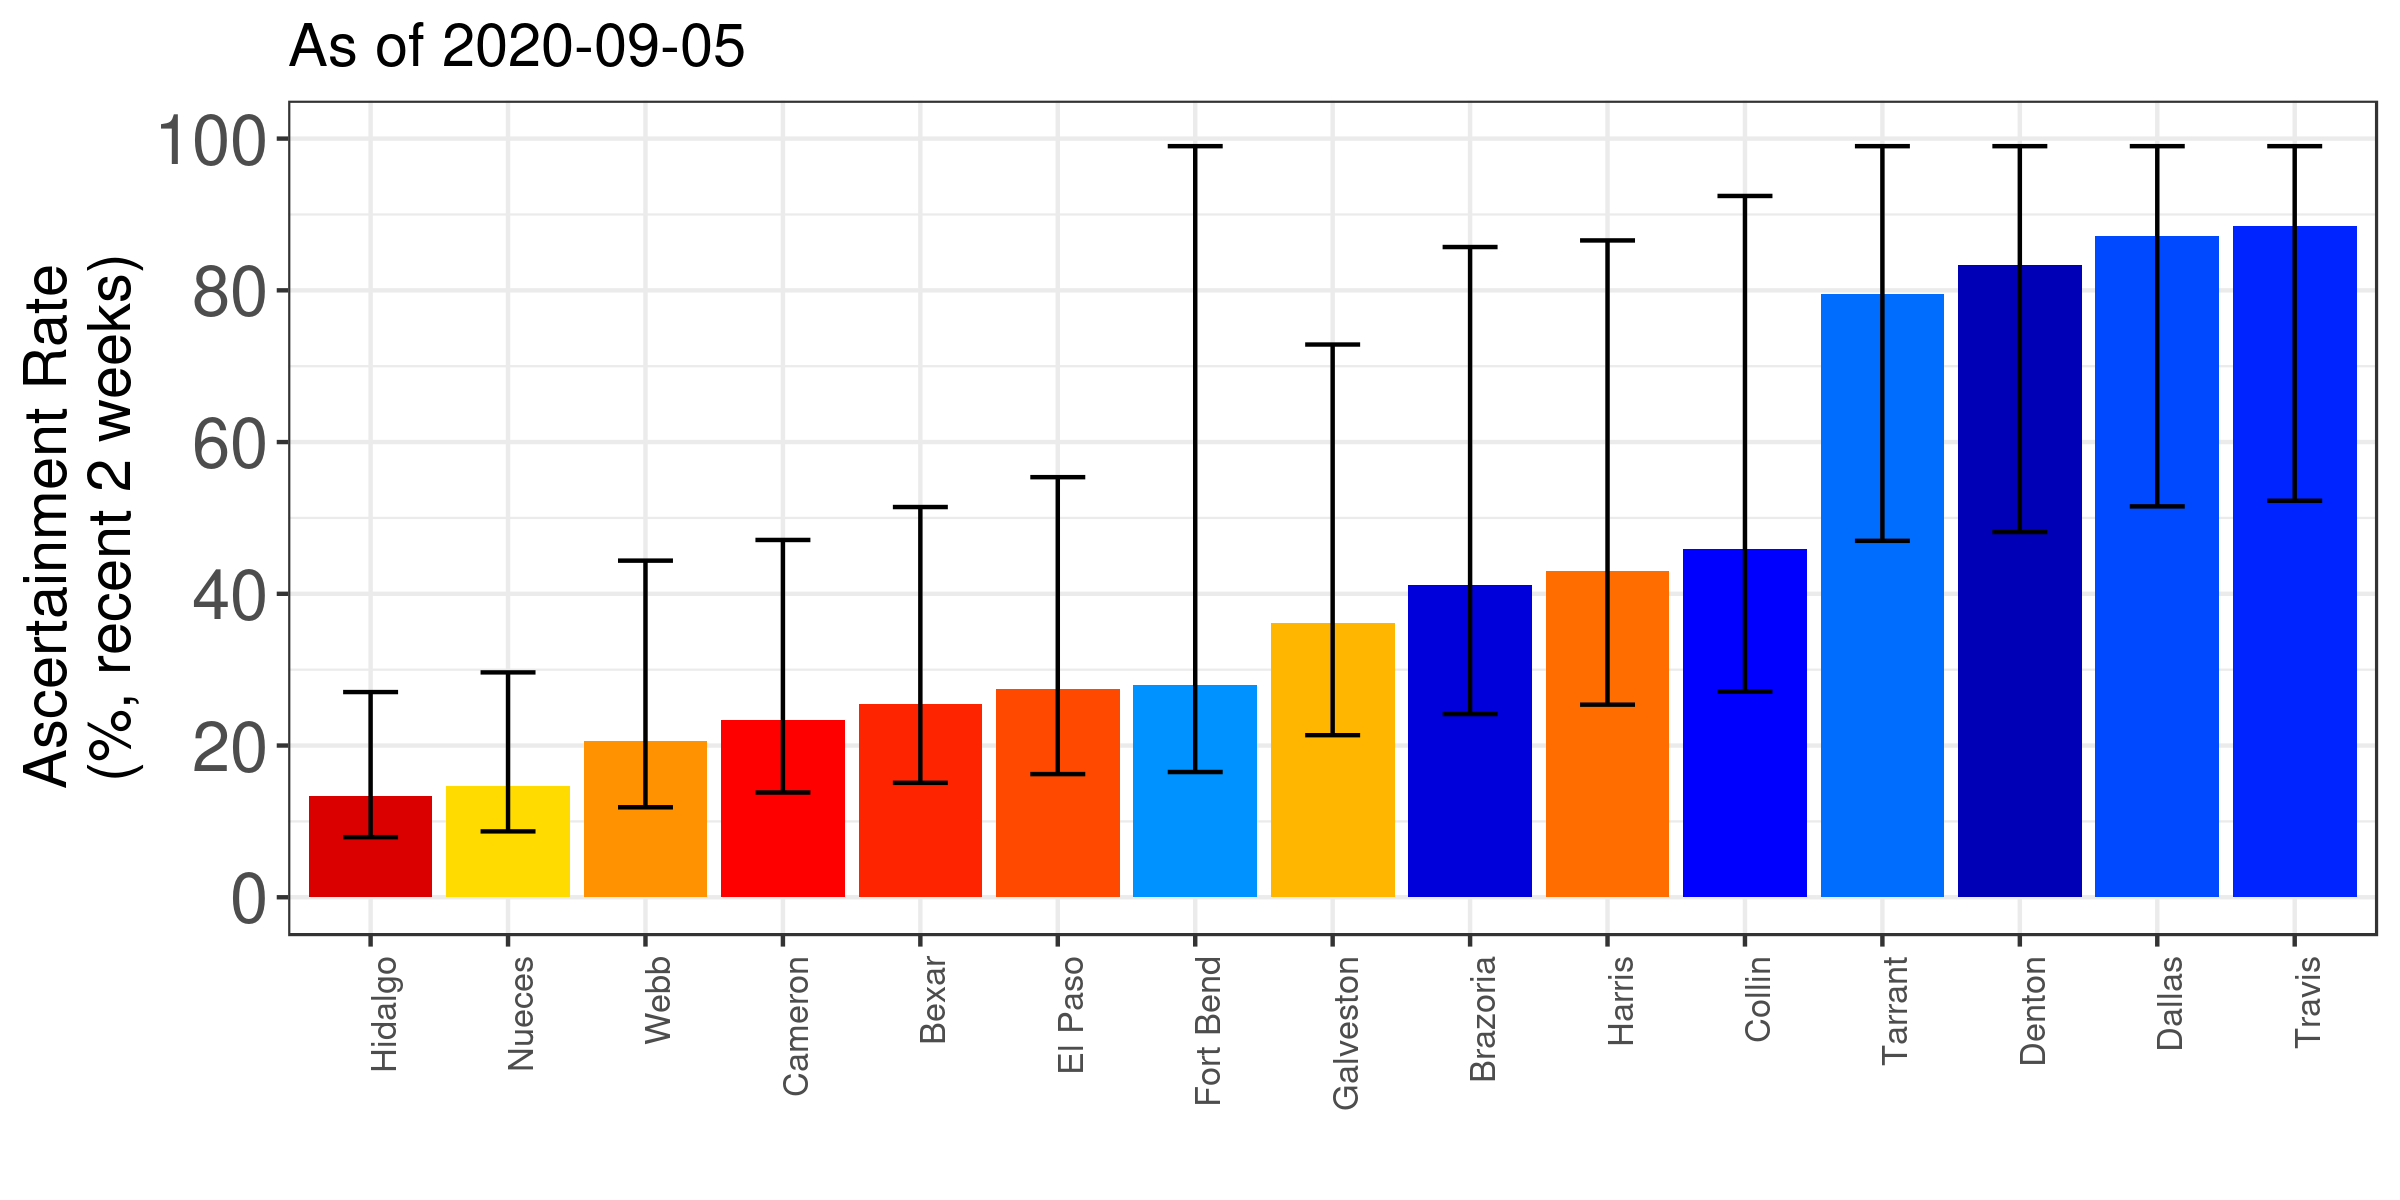 As of 2020-09-05
Ascertainment Rate
(%, recent 2 weeks)
100
80
60
40
20
0
Hidalgo
Nueces
Webb
Cameron
Bexar
El Paso
Fort Bend
Galveston
Brazoria
Harris
Collin
Tarrant
Denton
Dallas
Travis